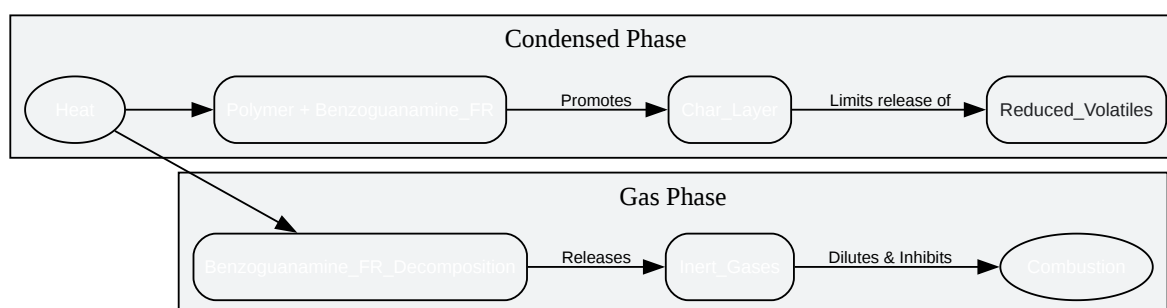 Condensed Phase
Heat
Polymer + Benzoguanamine_FR
Promotes
Char_Layer
Limits release of
Reduced_Volatiles
Gas Phase
Benzoguanamine_FR_Decomposition
Releases
Inert_Gases
Dilutes & Inhibits
Combustion